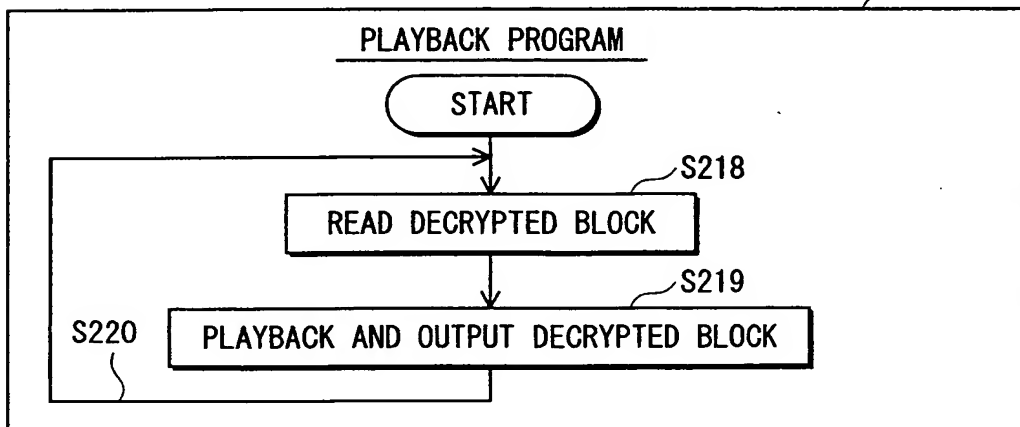 PLAYBACK PROGRAM
START
S218
READ DECRYPTED BLOCK
S219
S220
PLAYBACK AND OUTPUT DECRYPTED BLOCK